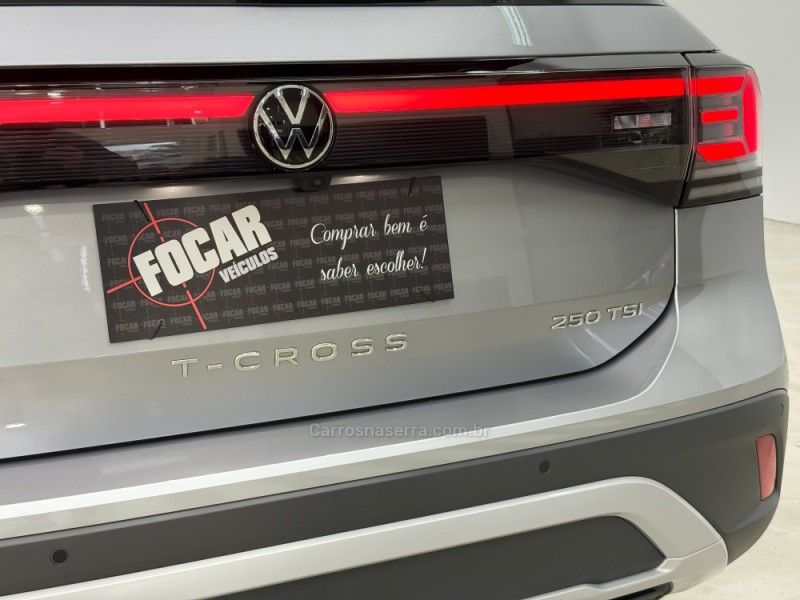 FOCAR
VEÍCULOS
Comprar bem é
saber escolher!
250 TSI
T-CROSS
Carrosnaserra.com.br